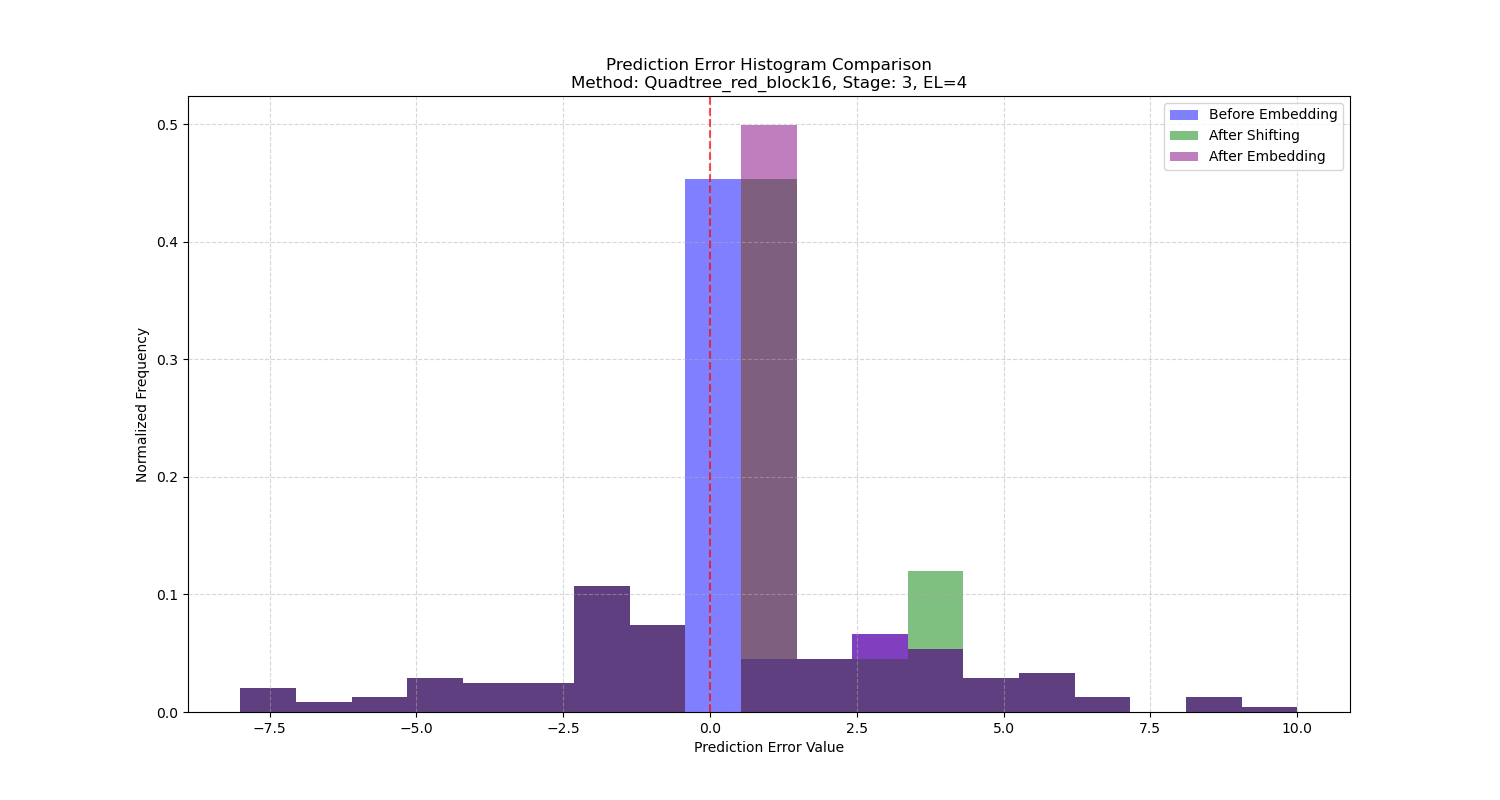 Prediction Error Histogram Comparison
Method: Quadtree_red_block16, Stage: 3, EL=4
Before Embedding
After Shifting
After Embedding
Normalized Frequency
0.5
0.4
0.3
0.2
0.1
0.0
−7.5 −5.0 −2.5 0.0 2.5 5.0 7.5 10.0
Prediction Error Value